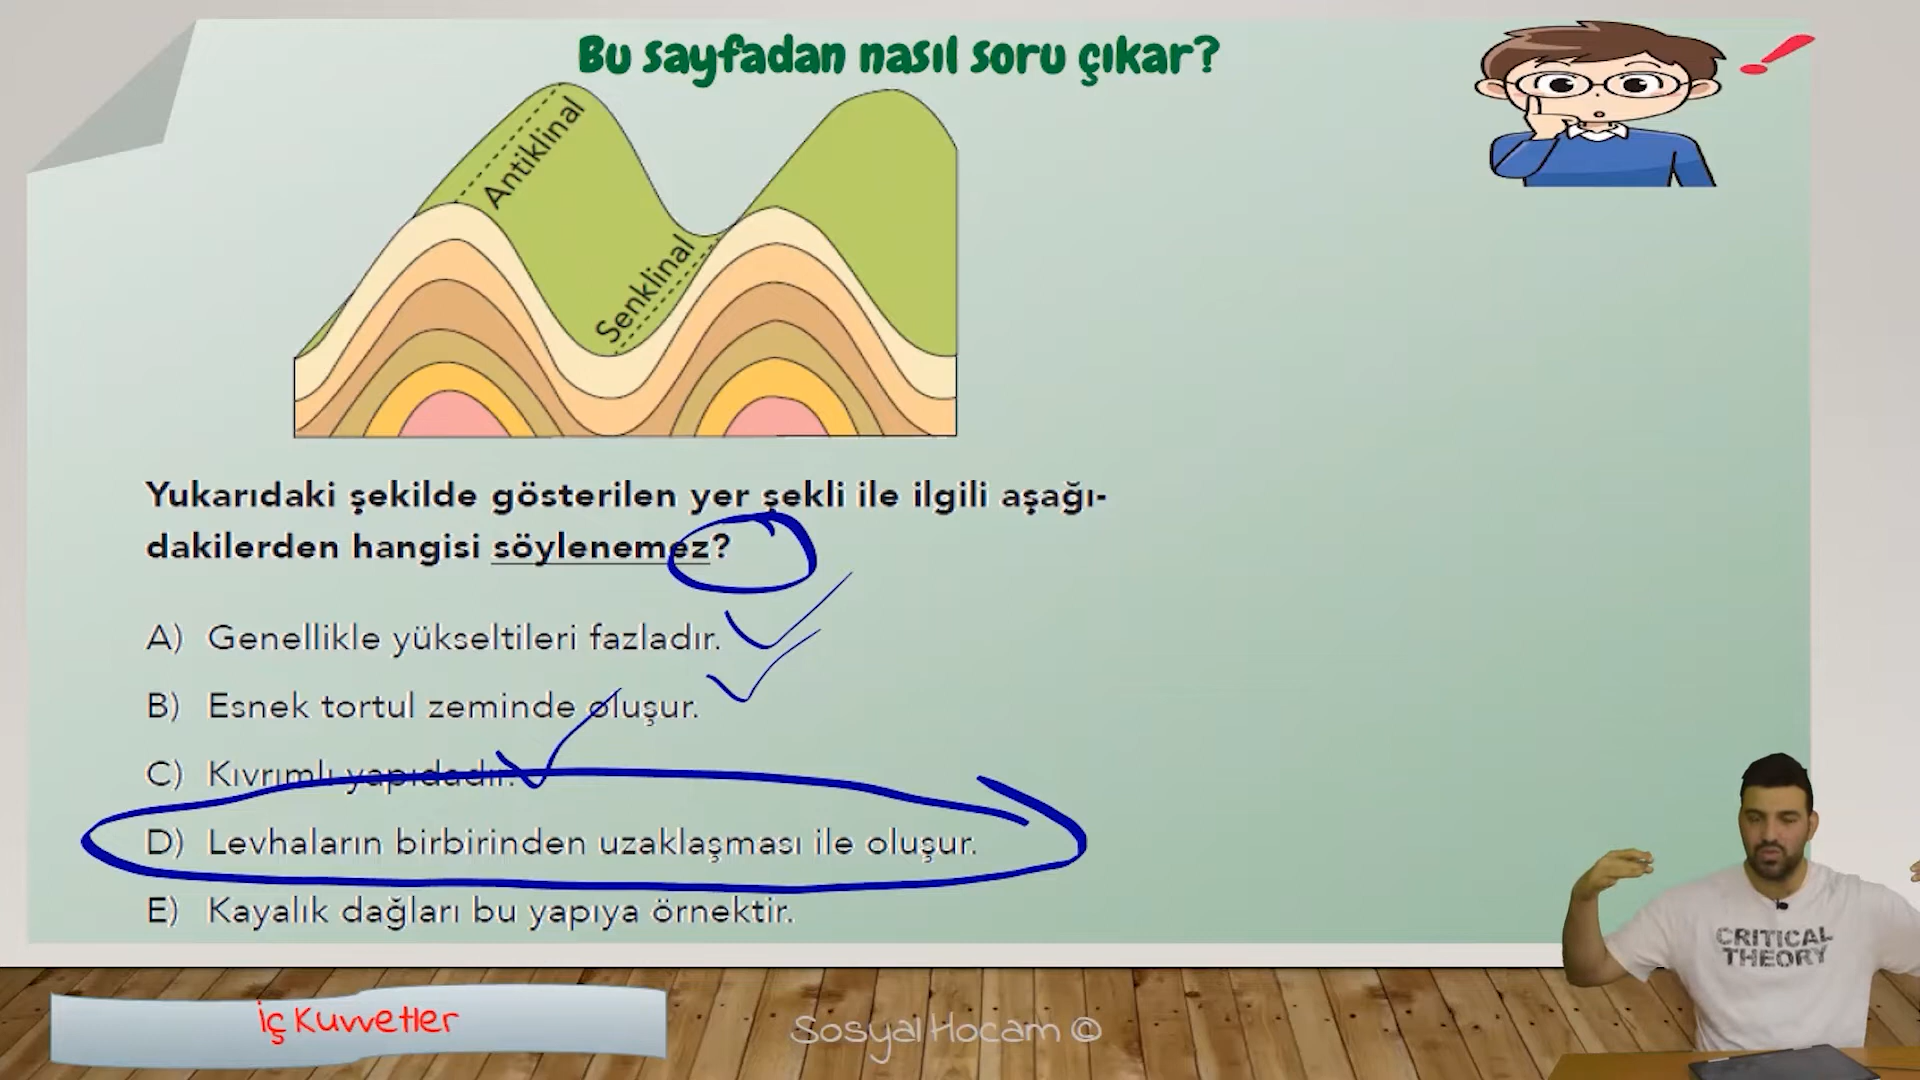 Bu sayfadan nasıl soru çıkar?
Antiklinal
Senklinal
Yukarıdaki şekilde gösterilen yer şekli ile ilgili aşağı-
dakilerden hangisi söylenemez?
A) Genellikle yükseltileri fazladır.
B) Esnek tortul zeminde oluşur.
C) Kıvrımlı yapıdadır.
D) Levhaların birbirinden uzaklaşması ile oluşur.
E) Kayalık dağları bu yapıya örnektir.
CRITICAL
THEORY
İç Kuvvetler
Sosyal Hocam ©